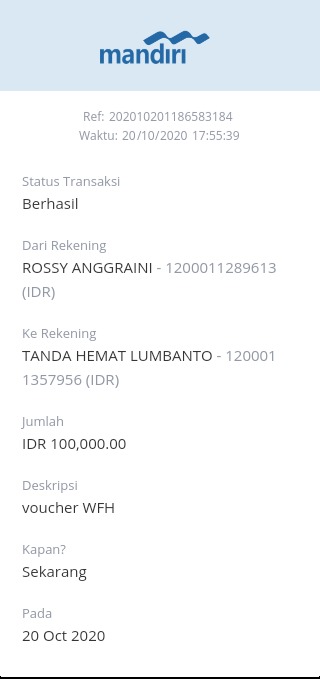 mandiri
Ref: 202010201186583184
Waktu: 20/10/2020 17:55:39
Status Transaksi
Berhasil
Dari Rekening
ROSSY ANGGRAINI - 1200011289613
(IDR)
Ke Rekening
TANDA HEMAT LUMBANTO - 120001
1357956 (IDR)
Jumlah
IDR 100,000.00
Deskripsi
voucher WFH
Kapan?
Sekarang
Pada
20 Oct 2020